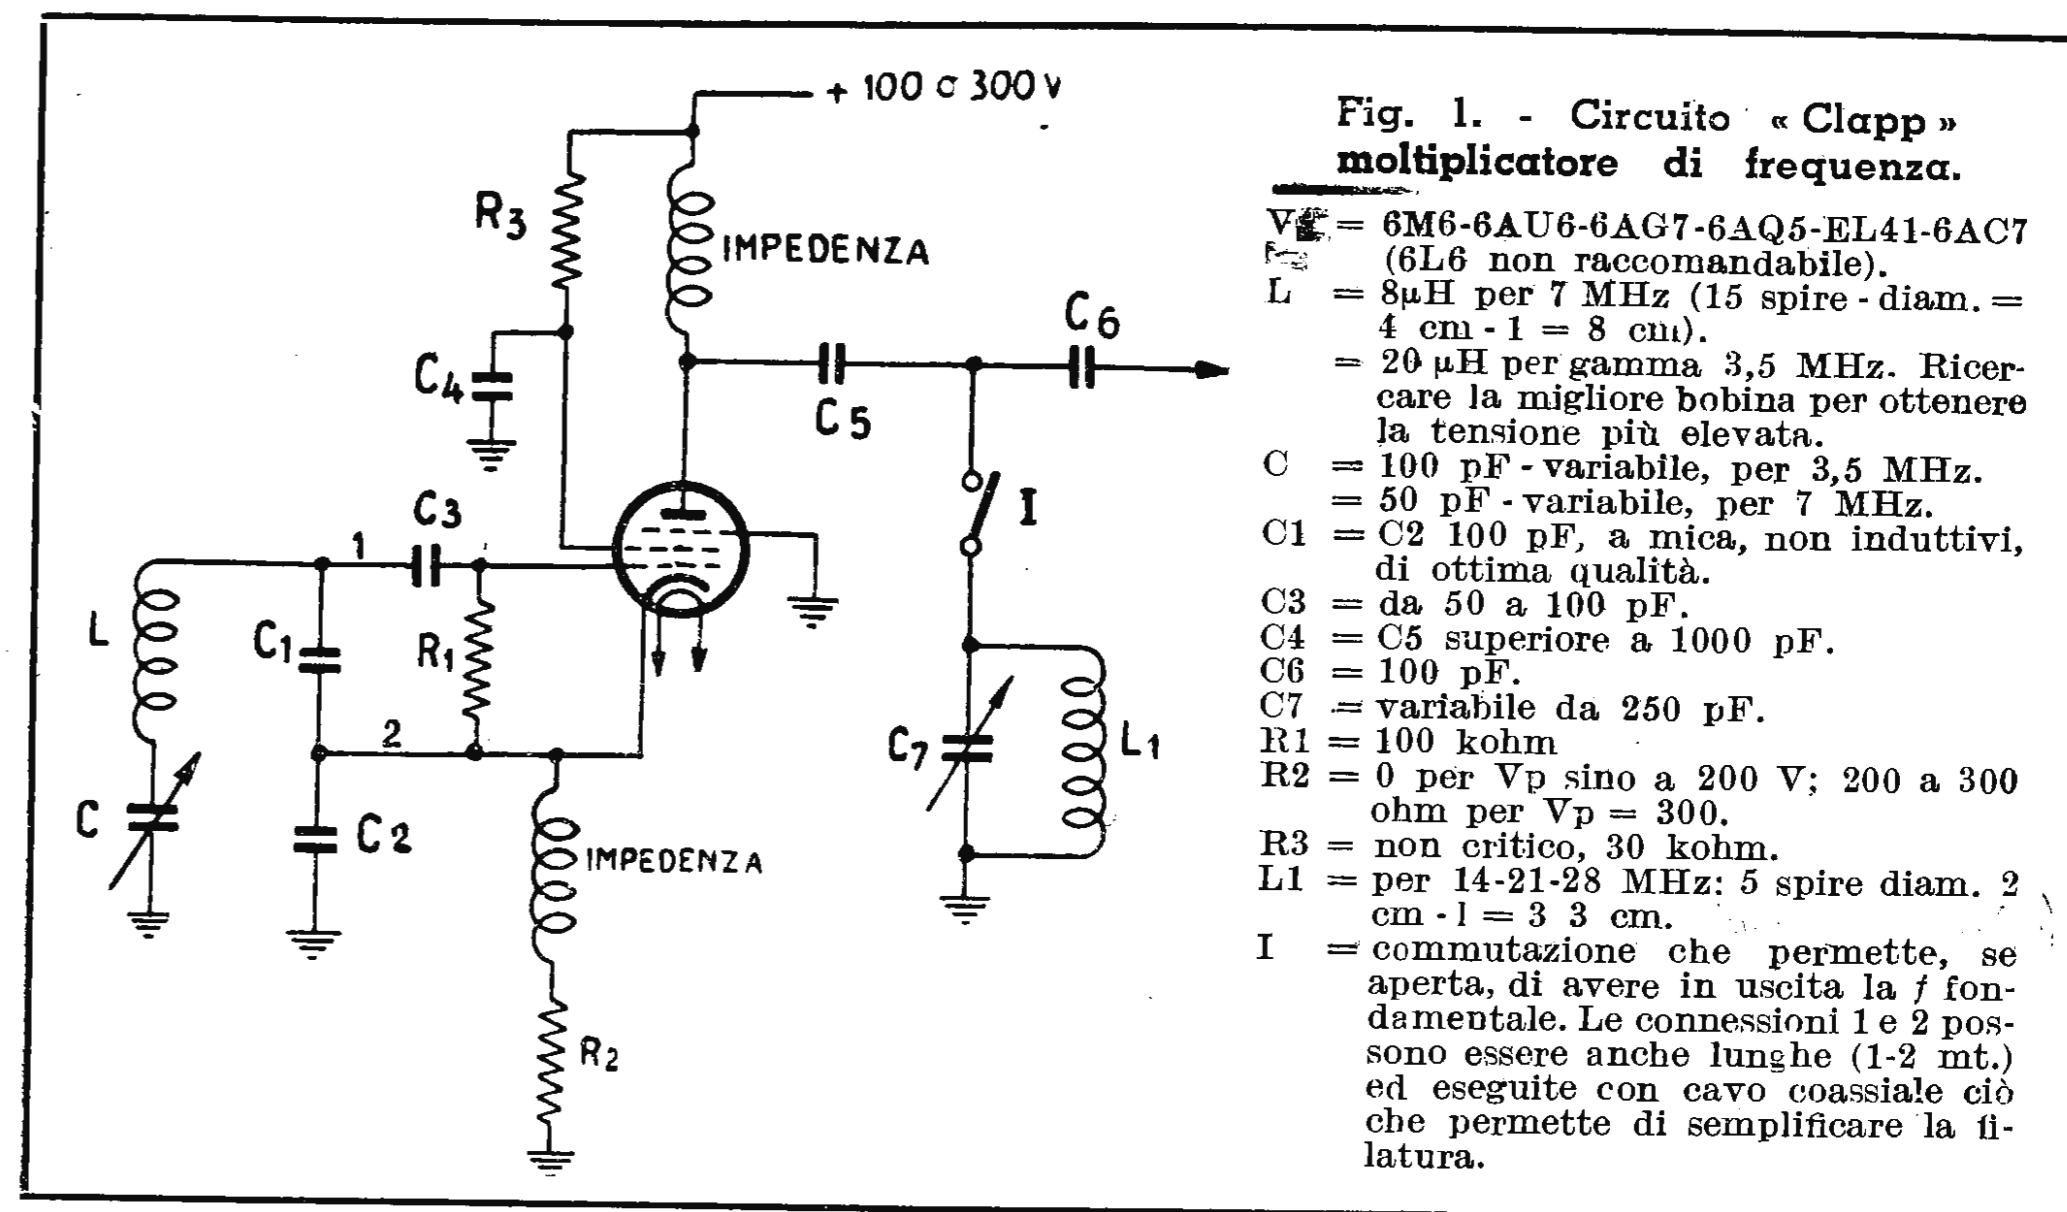 + 100 a 300 V
R3
IMPEDENZA
C6
C4
C5
I
C3
1
L
C1
R1
2
C7
L1
C
C2
IMPEDENZA
R2
Fig. 1. - Circuito « Clapp »
moltiplicatore di frequenza.
V = 6M6-6AU6-6AG7-6AQ5-EL41-6AC7
(6L6 non raccomandabile).
L = 8µH per 7 MHz (15 spire - diam. =
4 cm - l = 8 cm).
= 20 µH per gamma 3,5 MHz. Ricer-
care la migliore bobina per ottenere
la tensione più elevata.
C = 100 pF - variabile, per 3,5 MHz.
= 50 pF - variabile, per 7 MHz.
C1 = C2 100 pF, a mica, non induttivi,
di ottima qualità.
C3 = da 50 a 100 pF.
C4 = C5 superiore a 1000 pF.
C6 = 100 pF.
C7 = variabile da 250 pF.
R1 = 100 kohm
R2 = 0 per Vp sino a 200 V; 200 a 300
ohm per Vp = 300.
R3 = non critico, 30 kohm.
L1 = per 14-21-28 MHz: 5 spire diam. 2
cm - l = 3 3 cm.
I = commutazione che permette, se
aperta, di avere in uscita la f fon-
damentale. Le connessioni 1 e 2 pos-
sono essere anche lunghe (1-2 mt.)
ed eseguite con cavo coassiale ciò
che permette di semplificare la fi-
latura.